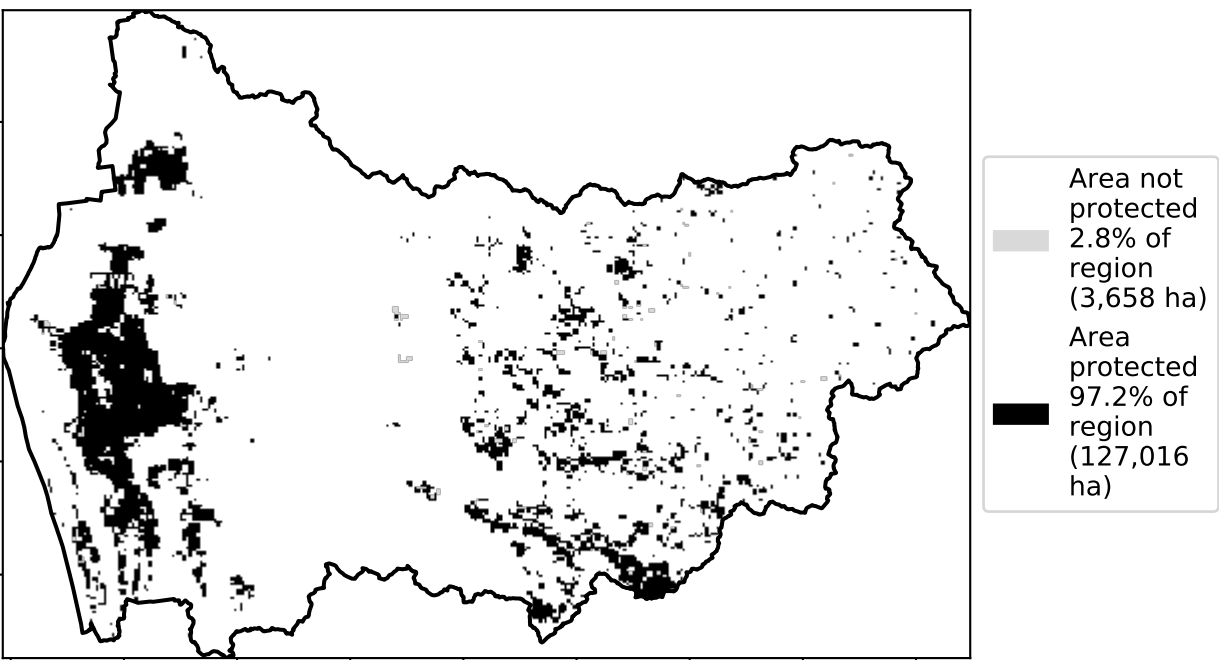 Area not
protected
2.8% of
region
(3,658 ha)
Area
protected
97.2% of
region
(127,016
ha)